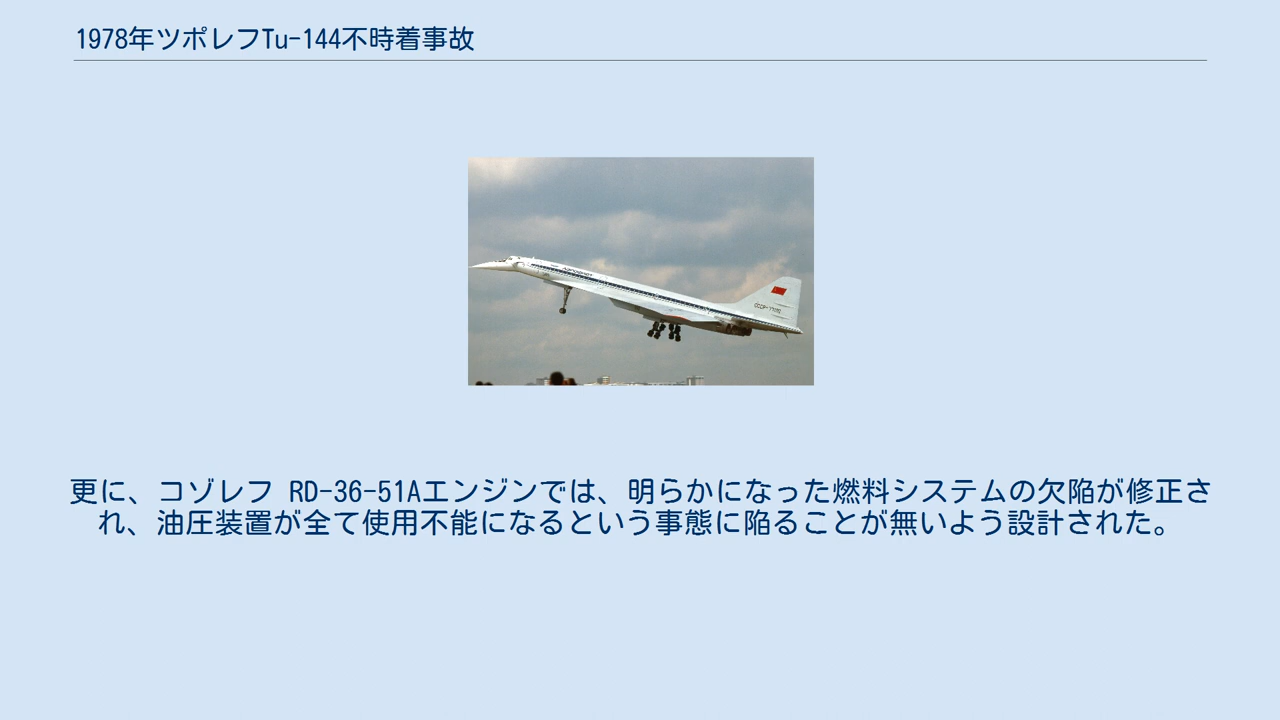 1978年ツポレフTu-144不時着事故
更に、コゾレフ RD-36-51Aエンジンでは、明らかになった燃料システムの欠陥が修正さ
れ、油圧装置が全て使用不能になるという事態に陥ることが無いよう設計された。